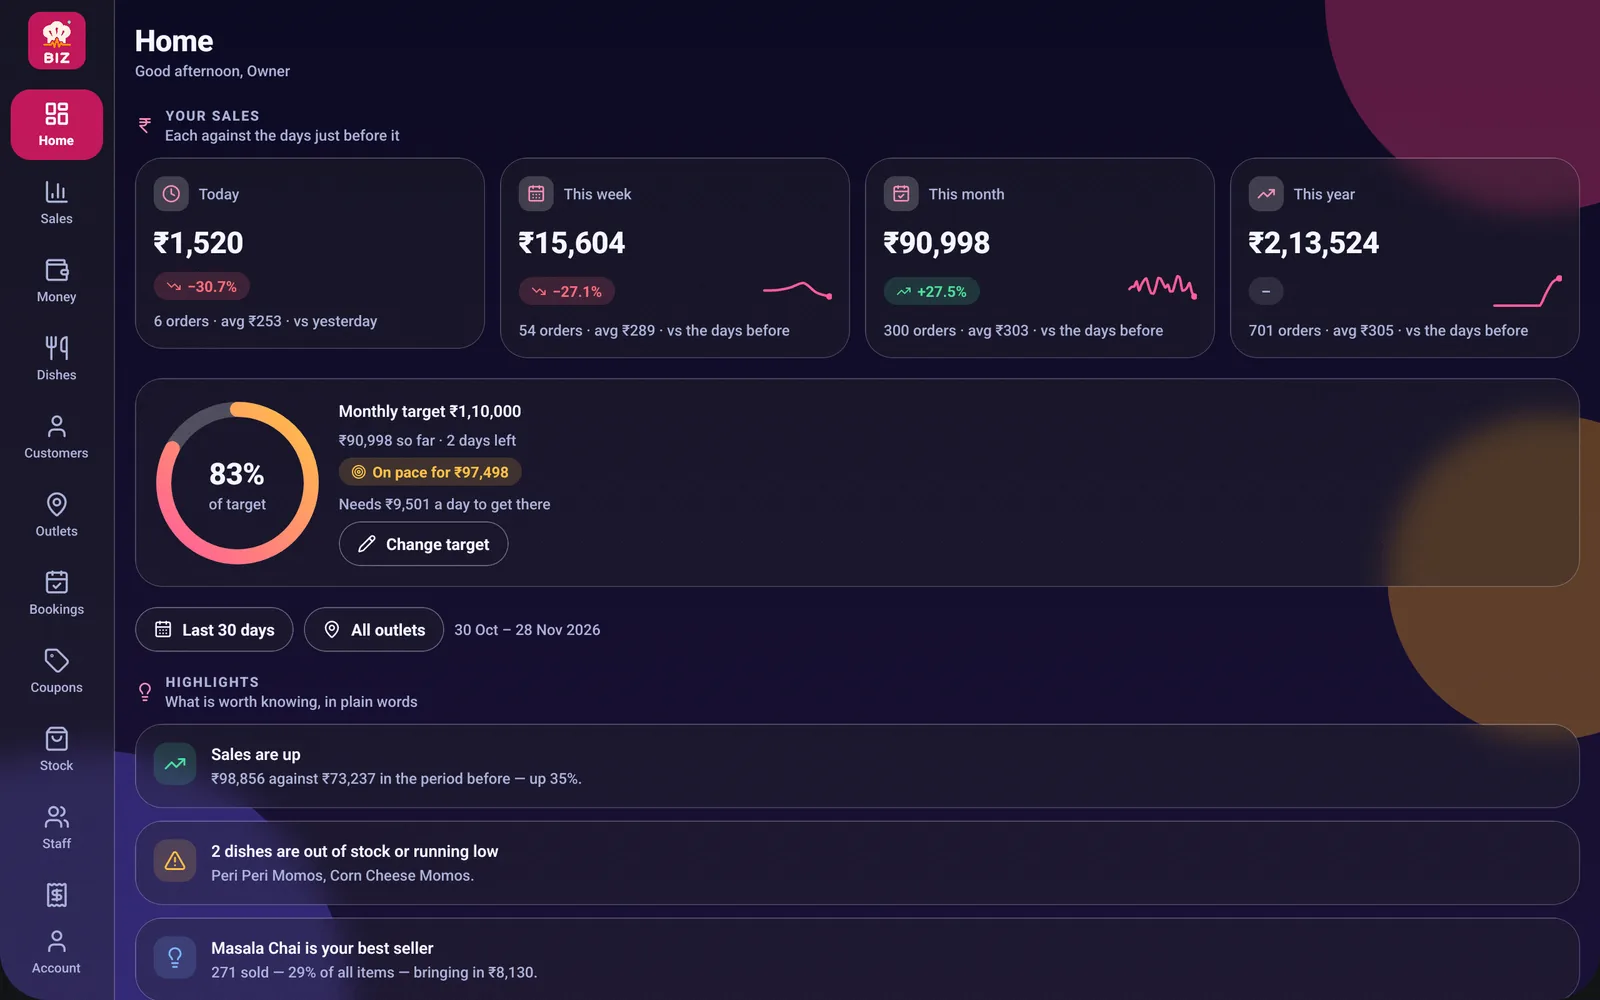 BIZ
Home
Sales
Money
Dishes
Customers
Outlets
Bookings
Coupons
Stock
Staff
Account
Home
Good afternoon, Owner
YOUR SALES
Each against the days just before it
Today
₹1,520
−30.7%
6 orders · avg ₹253 · vs yesterday
This week
₹15,604
−27.1%
54 orders · avg ₹289 · vs the days before
This month
₹90,998
+27.5%
300 orders · avg ₹303 · vs the days before
This year
₹2,13,524
–
701 orders · avg ₹305 · vs the days before
83%
of target
Monthly target ₹1,10,000
₹90,998 so far · 2 days left
On pace for ₹97,498
Needs ₹9,501 a day to get there
Change target
Last 30 days
All outlets
30 Oct – 28 Nov 2026
HIGHLIGHTS
What is worth knowing, in plain words
Sales are up
₹98,856 against ₹73,237 in the period before — up 35%.
2 dishes are out of stock or running low
Peri Peri Momos, Corn Cheese Momos.
Masala Chai is your best seller
271 sold — 29% of all items — bringing in ₹8,130.